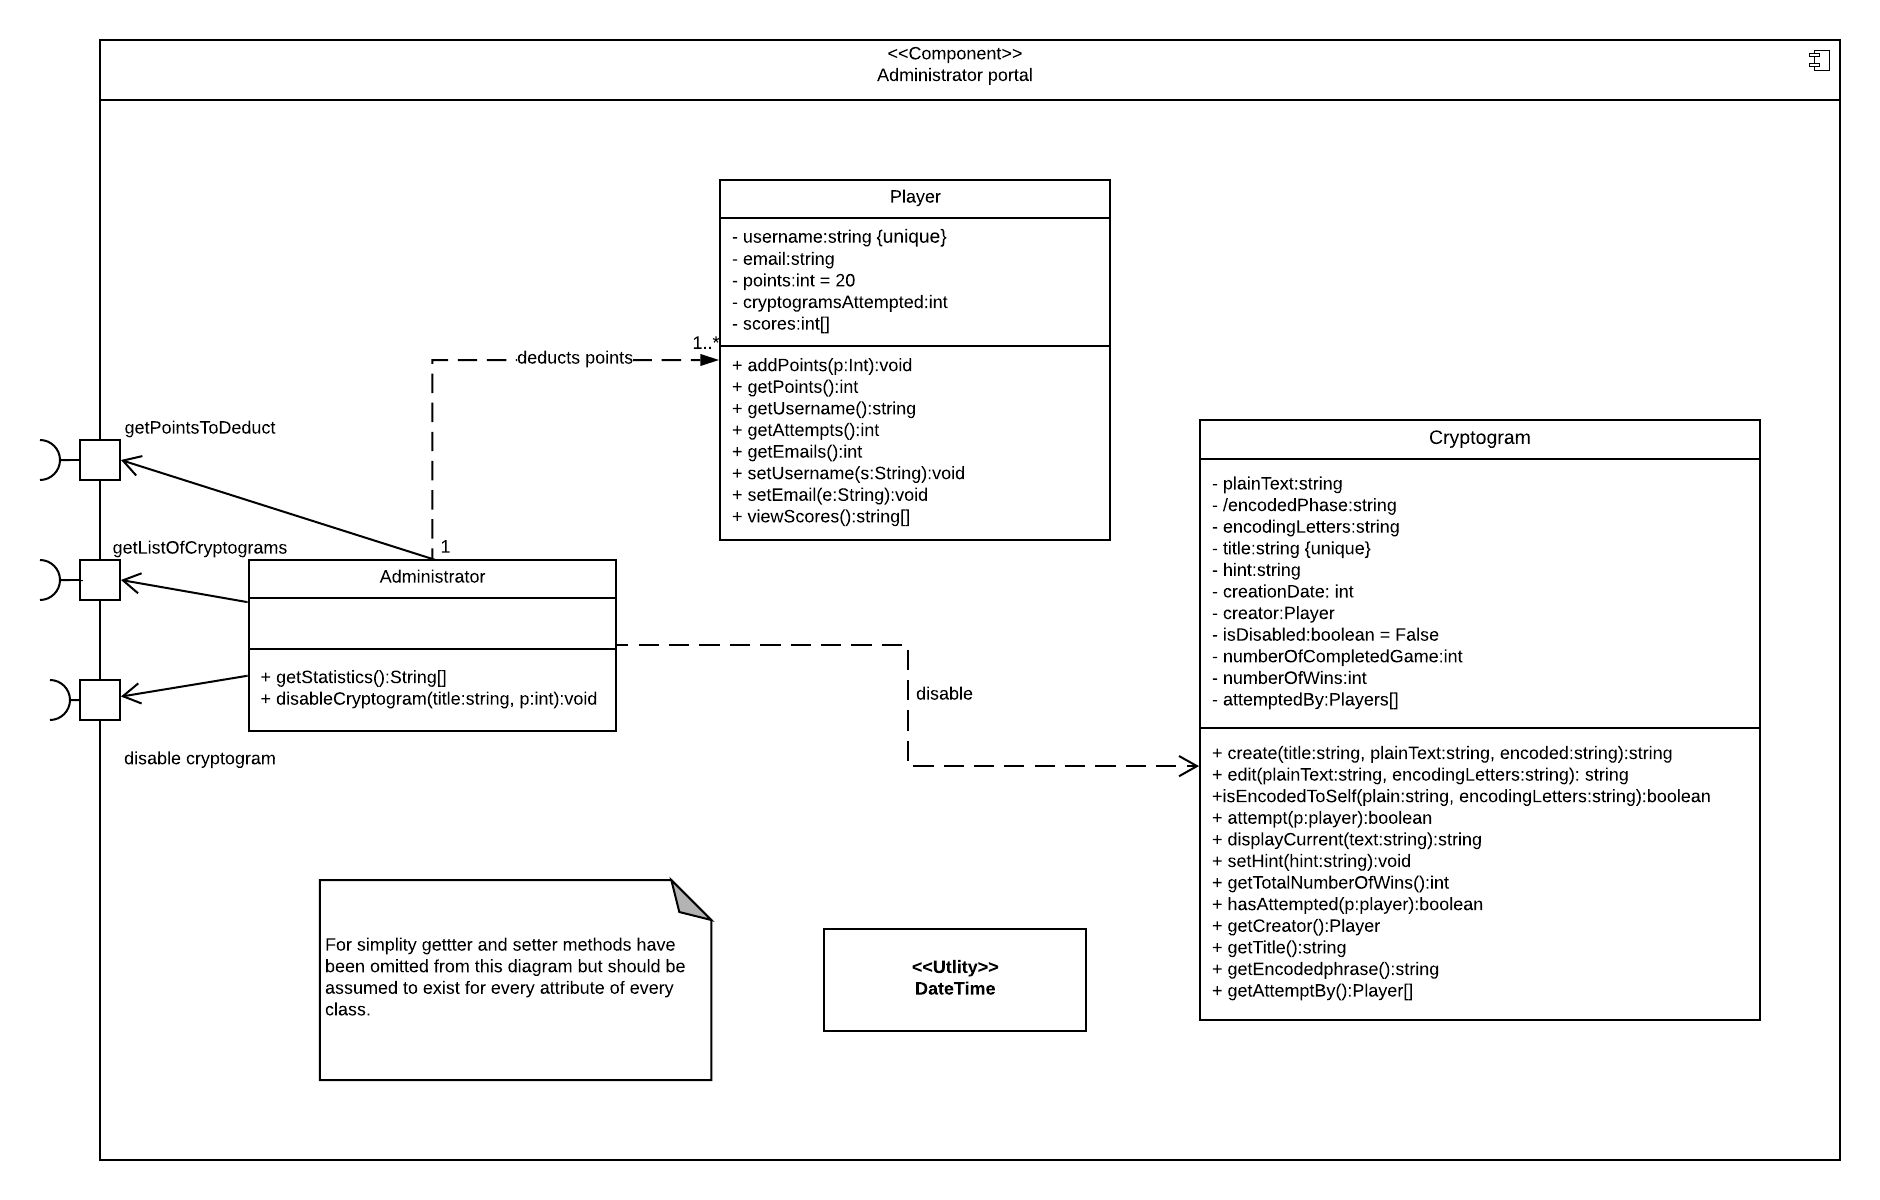 <<Component>>
Administrator portal
Player
- username:string {unique}
- email:string
- points:int = 20
- cryptogramsAttempted:int
- scores:int[]
1..*
deducts points
+ addPoints(p:Int):void
+ getPoints():int
+ getUsername():string
+ getAttempts():int
+ getEmails():int
+ setUsername(s:String):void
+ setEmail(e:String):void
+ viewScores():string[]
getPointsToDeduct
getListOfCryptograms
1
Administrator
+ getStatistics():String[]
+ disableCryptogram(title:string, p:int):void
disable cryptogram
disable
Cryptogram
- plainText:string
- /encodedPhase:string
- encodingLetters:string
- title:string {unique}
- hint:string
- creationDate: int
- creator:Player
- isDisabled:boolean = False
- numberOfCompletedGame:int
- numberOfWins:int
- attemptedBy:Players[]
+ create(title:string, plainText:string, encoded:string):string
+ edit(plainText:string, encodingLetters:string): string
+isEncodedToSelf(plain:string, encodingLetters:string):boolean
+ attempt(p:player):boolean
+ displayCurrent(text:string):string
+ setHint(hint:string):void
+ getTotalNumberOfWins():int
+ hasAttempted(p:player):boolean
+ getCreator():Player
+ getTitle():string
+ getEncodedphrase():string
+ getAttemptBy():Player[]
For simplity gettter and setter methods have
been omitted from this diagram but should be
assumed to exist for every attribute of every
class.
<<Utlity>>
DateTime